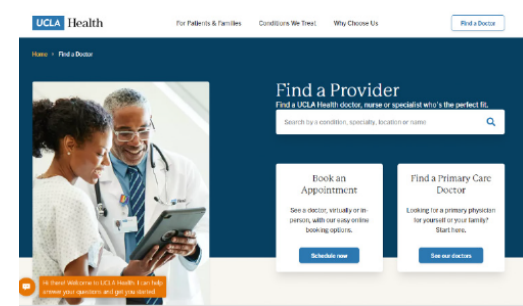 UCLA Health
For Patients & Families
Conditions We Treat
Why Choose Us
Find a Doctor
Home > Find a Doctor
Find a Provider
Find a UCLA Health doctor, nurse or specialist who's the perfect fit.
Search by a condition, specialty, location or name
Book an
Appointment
See a doctor, virtually or in-
person, with our easy online
booking options.
Schedule now
Find a Primary Care
Doctor
Looking for a primary physician
for yourself or your family?
Start here.
See our doctors
Hi there! Welcome to UCLA Health. I can help
answer your questions and get you started